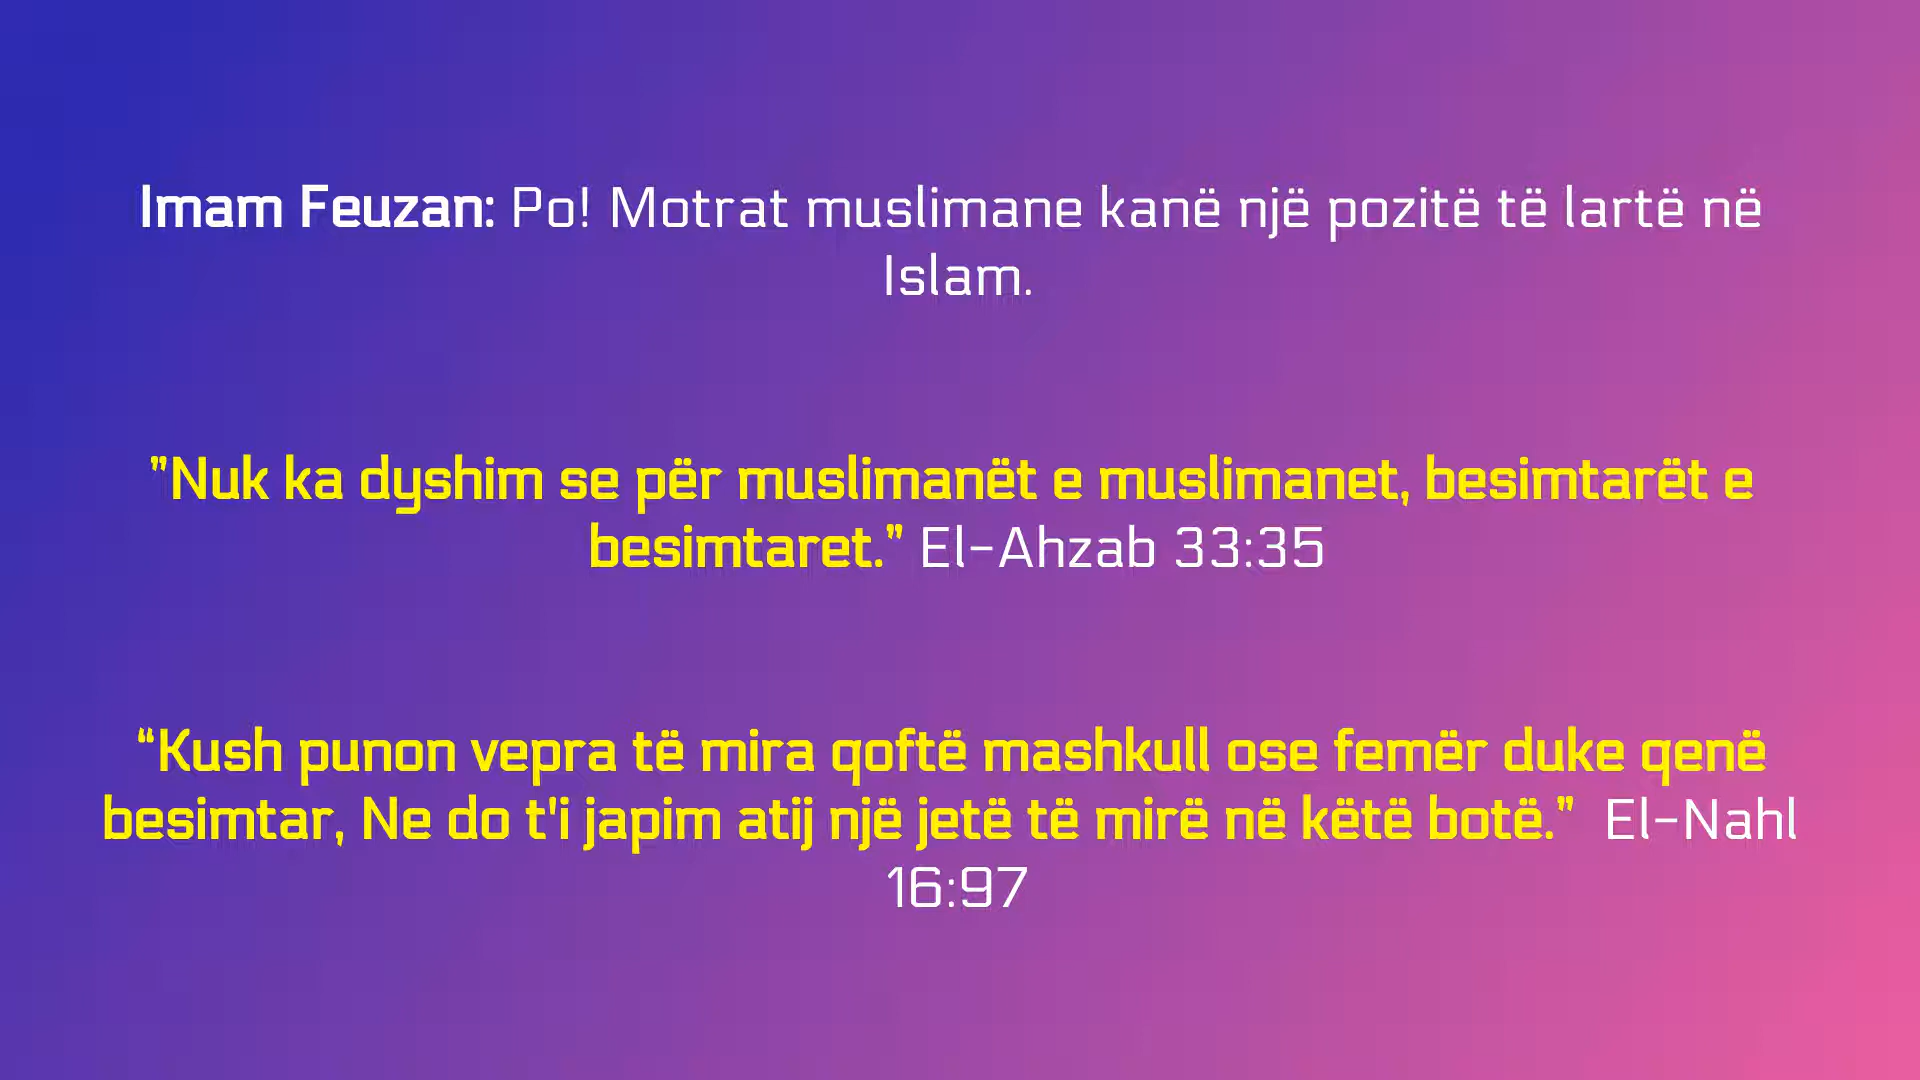 Imam Feuzan: Po! Motrat muslimane kanë një pozitë të lartë në
Islam.
"Nuk ka dyshim se për muslimanët e muslimanet, besimtarët e
besimtaret.” El-Ahzab 33:35
“Kush punon vepra të mira qoftë mashkull ose femër duke qenë
besimtar, Ne do t'i japim atij një jetë të mirë në këtë botë.” El-Nahl
16:97